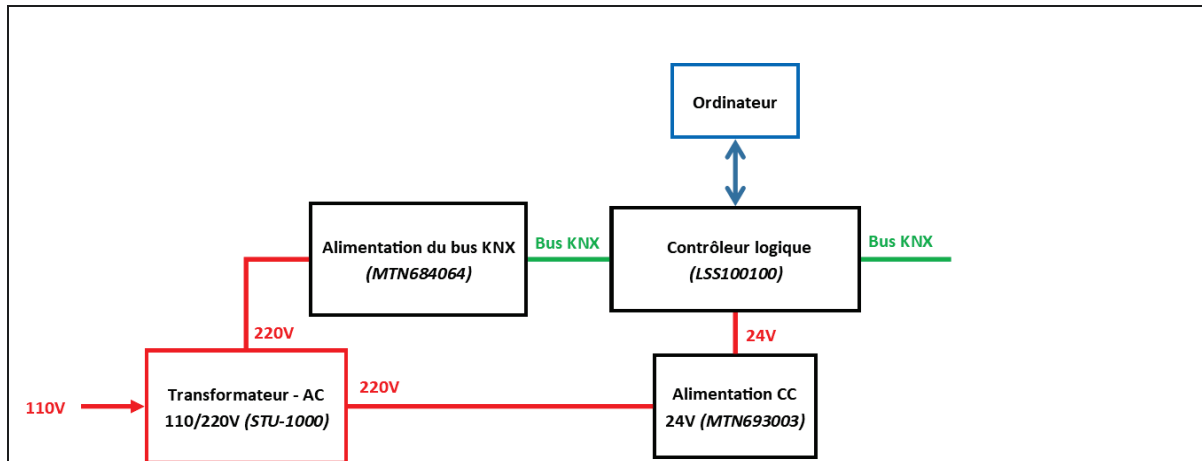 Ordinateur
Alimentation du bus KNX
(MTN684064)
Bus KNX
Contrôleur logique
(LSS100100)
Bus KNX
220V
24V
110V
Transformateur - AC
110/220V (STU-1000)
220V
Alimentation CC
24V (MTN693003)